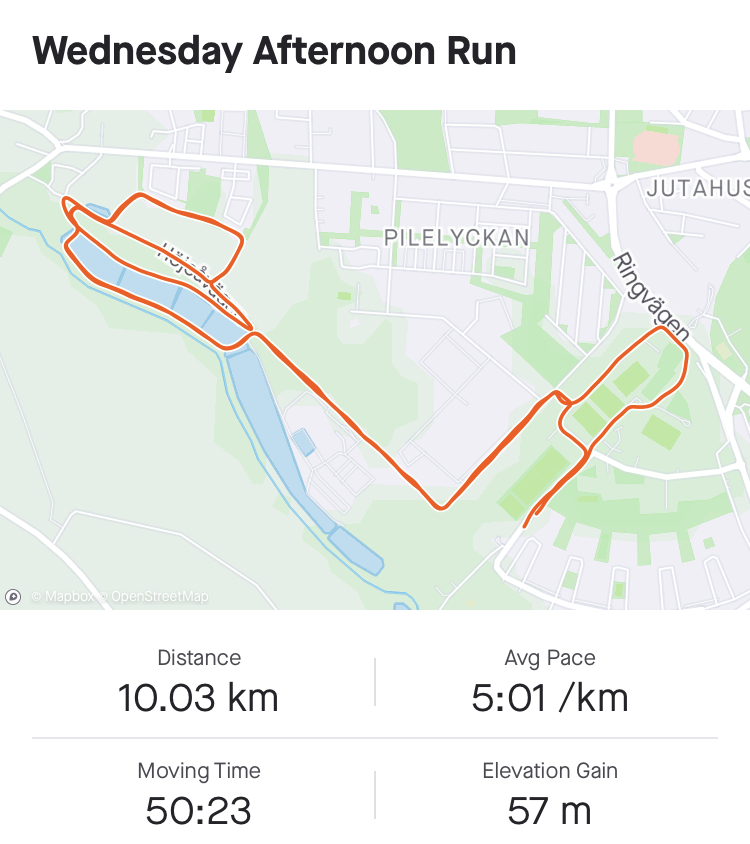 Wednesday Afternoon Run
JUTAHUS
PILELYCKAN
Ringvägen
© Mapbox © OpenStreetMap
Distance
10.03 km
Avg Pace
5:01 /km
Moving Time
50:23
Elevation Gain
57 m